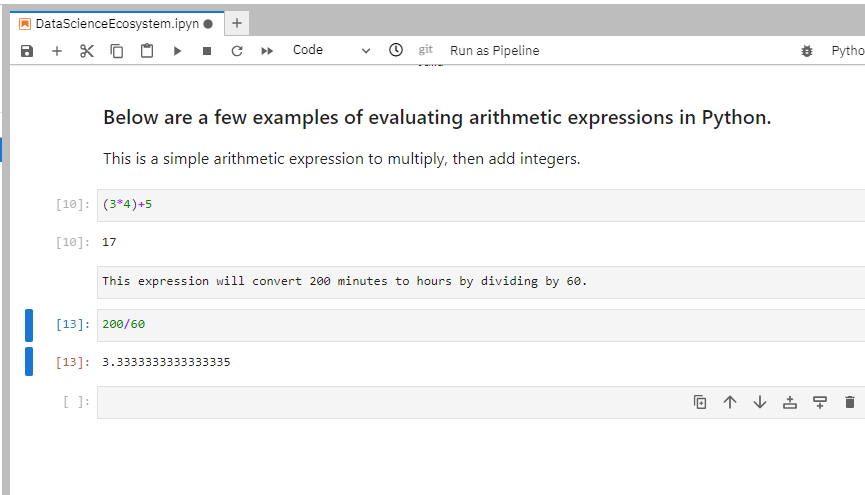 DataScienceEcosystem.ipyn
Code
git
Run as Pipeline
Pytho
Below are a few examples of evaluating arithmetic expressions in Python.
This is a simple arithmetic expression to multiply, then add integers.
[10]: (3*4)+5
[10]: 17
This expression will convert 200 minutes to hours by dividing by 60.
[13]: 200/60
[13]: 3.3333333333333335
[ ]: